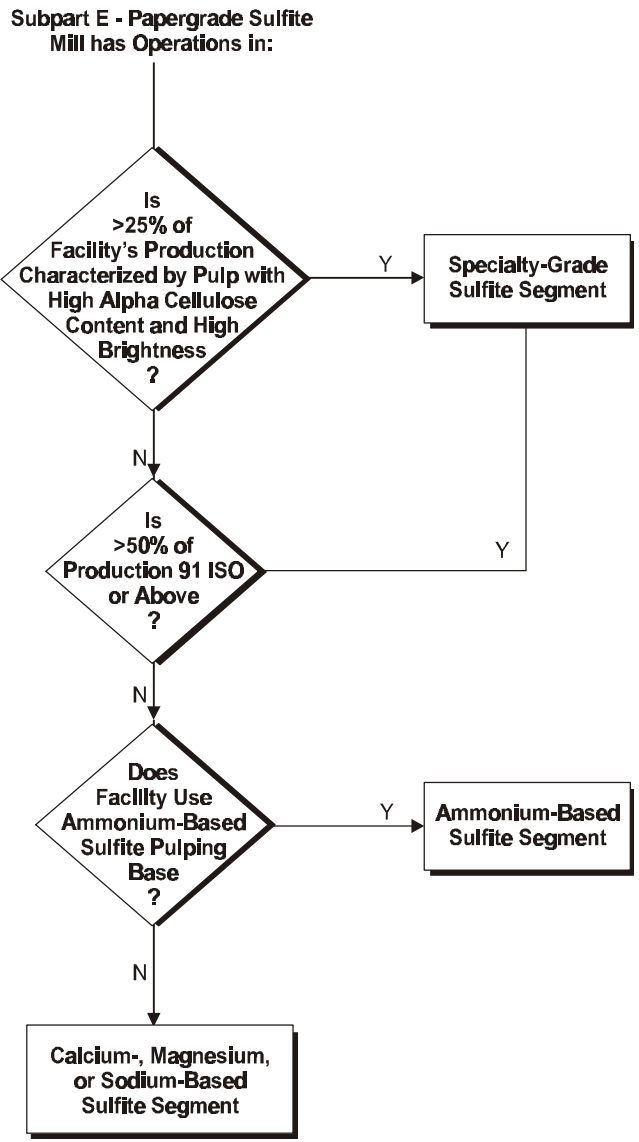 Subpart E - Papergrade Sulfite
Mill has Operations in:
Is
>25% of
Facility's Production
Characterized by Pulp with
High Alpha Cellulose
Content and High
Brightness
?
Y
Specialty-Grade
Sulfite Segment
N
Is
>50% of
Production 91 ISO
or Above
?
Y
N
Does
Facility Use
Ammonium-Based
Sulfite Pulping
Base
?
Y
Ammonium-Based
Sulfite Segment
N
Calcium-, Magnesium,
or Sodium-Based
Sulfite Segment